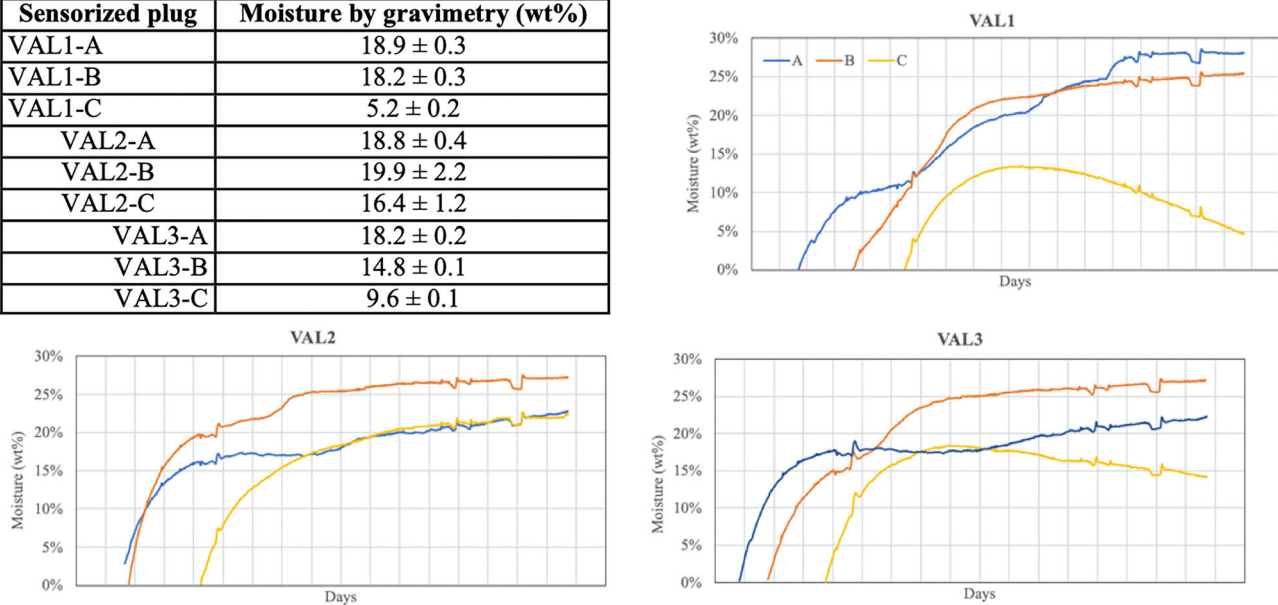 Sensorized plug Moisture by gravimetry (wt%)
VAL1-A 18.9 ± 0.3
VAL1-B 18.2 ± 0.3
VAL1-C 5.2 ± 0.2
VAL2-A 18.8 ± 0.4
VAL2-B 19.9 ± 2.2
VAL2-C 16.4 ± 1.2
VAL3-A 18.2 ± 0.2
VAL3-B 14.8 ± 0.1
VAL3-C 9.6 ± 0.1
VAL1
A B C
Moisture (wt%)
30%
25%
20%
15%
10%
5%
0%
Days
VAL2
Moisture (wt%)
30%
25%
20%
15%
10%
5%
0%
Days
VAL3
Moisture (wt%)
30%
25%
20%
15%
10%
5%
0%
Days